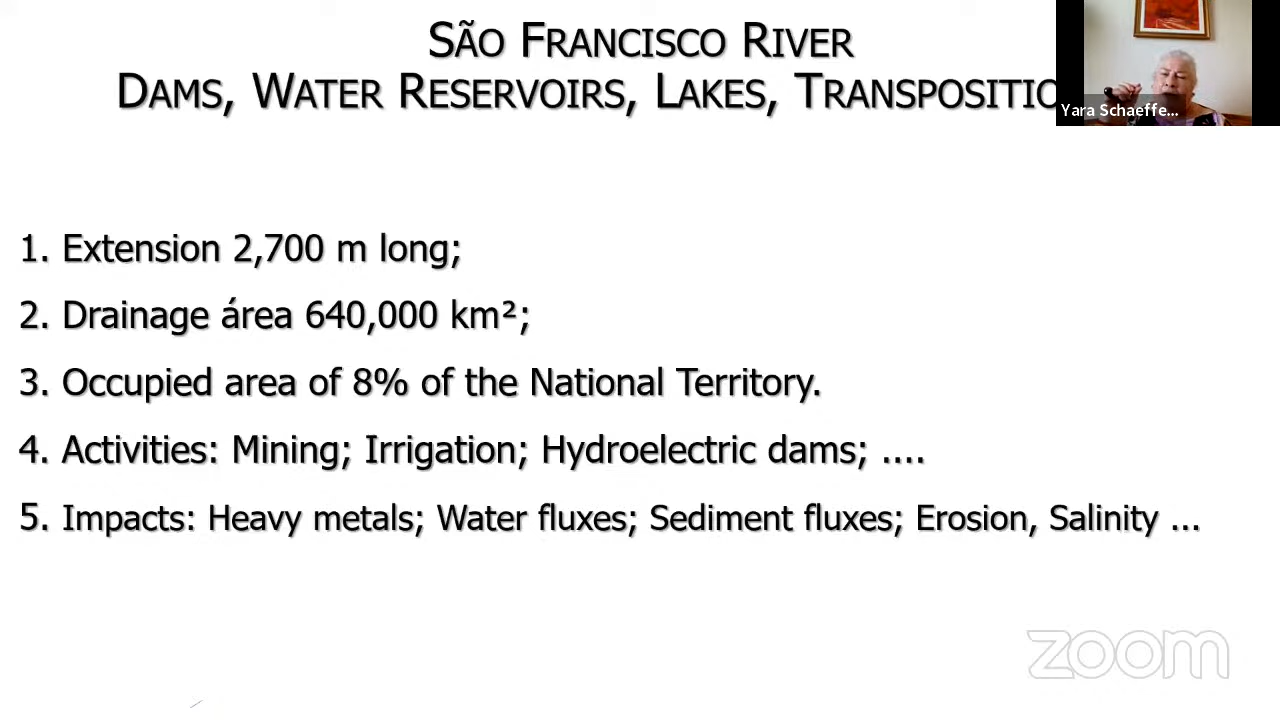 SÃO FRANCISCO RIVER
DAMS, WATER RESERVOIRS, LAKES, TRANSPOSITIO
Yara Schaeffe...
1. Extension 2,700 m long;
2. Drainage área 640,000 km²;
3. Occupied area of 8% of the National Territory.
4. Activities: Mining; Irrigation; Hydroelectric dams; ....
5. Impacts: Heavy metals; Water fluxes; Sediment fluxes; Erosion, Salinity ...
zoom